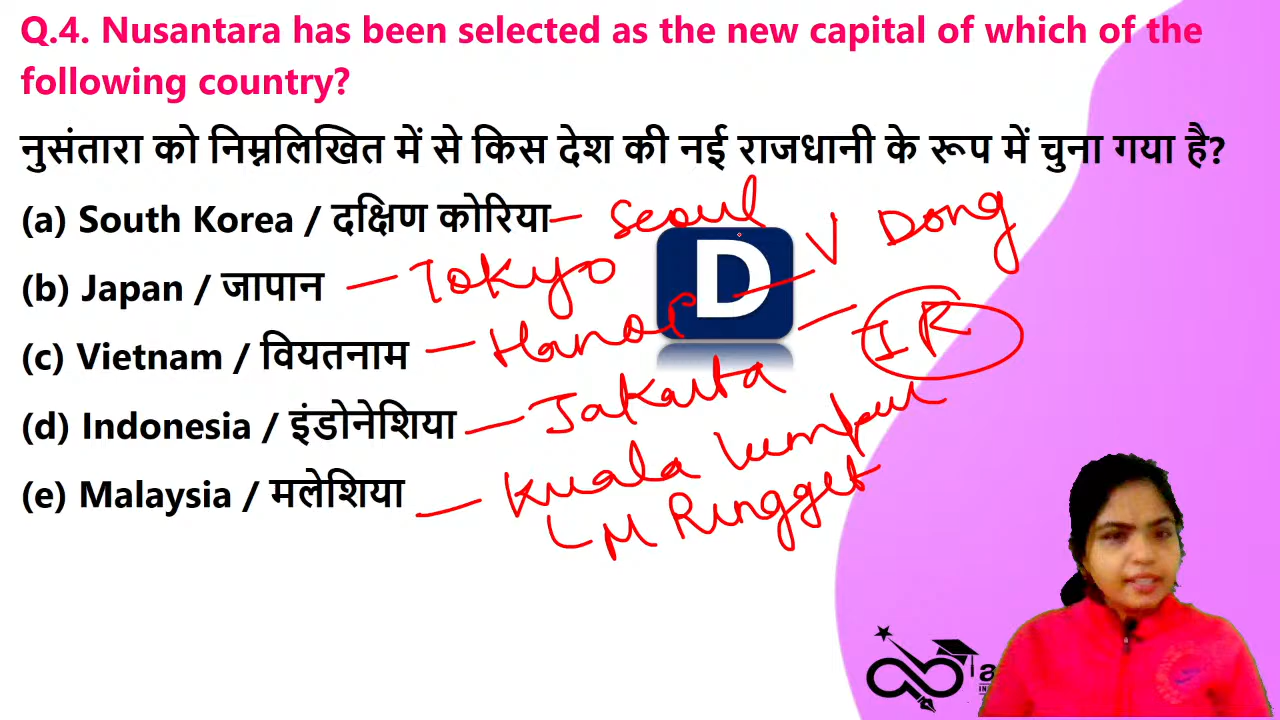 Q.4. Nusantara has been selected as the new capital of which of the
following country?
नुसंतारा को निम्नलिखित में से किस देश की नई राजधानी के रूप में चुना गया है?
(a) South Korea / दक्षिण कोरिया - Seoul
(b) Japan / जापान - Tokyo
D
V Dong
(c) Vietnam / वियतनाम - Hanoi
IR
(d) Indonesia / इंडोनेशिया - Jakarta
(e) Malaysia / मलेशिया - Kuala lumpur
M Ringget